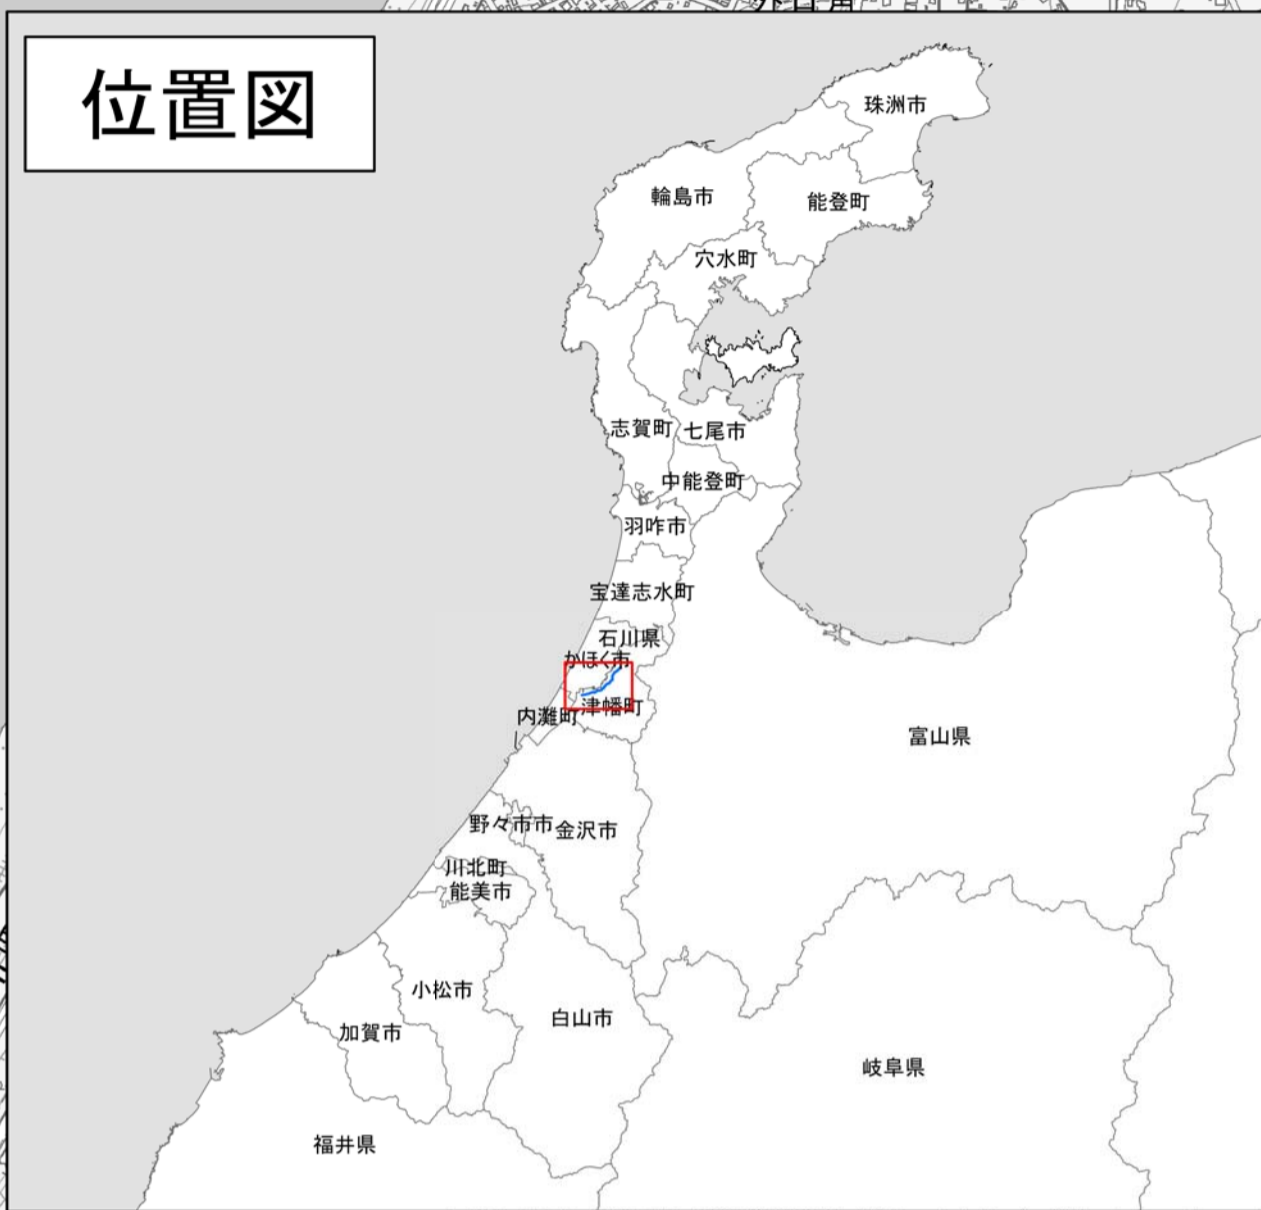 位置図
珠洲市
輪島市
能登町
穴水町
志賀町
七尾市
中能登町
羽咋市
宝達志水町
石川県
かほく市
津幡町
内灘町
富山県
野々市市
金沢市
川北町
能美市
小松市
白山市
加賀市
岐阜県
福井県